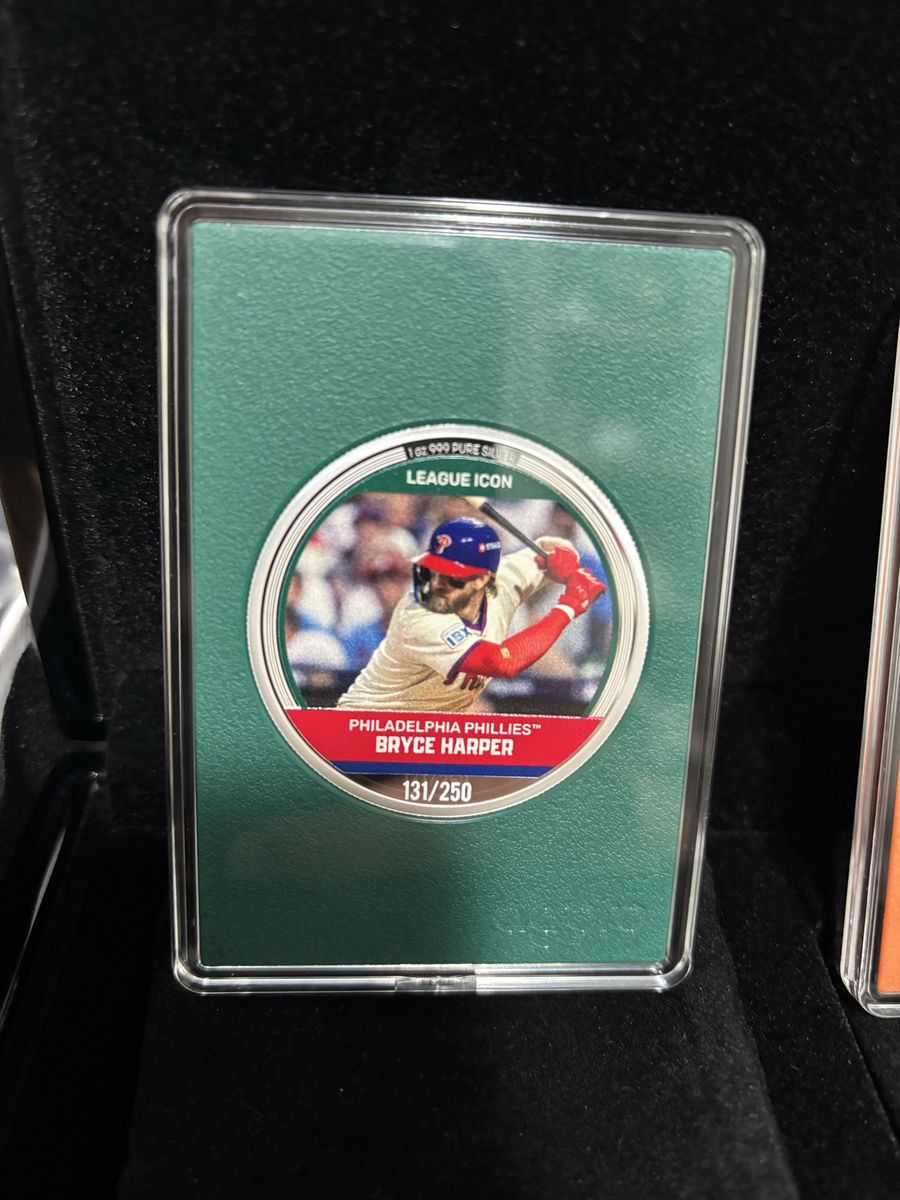 1 oz 999 PURE SILVER
LEAGUE ICON
P
PHILADELPHIA PHILLIES™
BRYCE HARPER
131/250